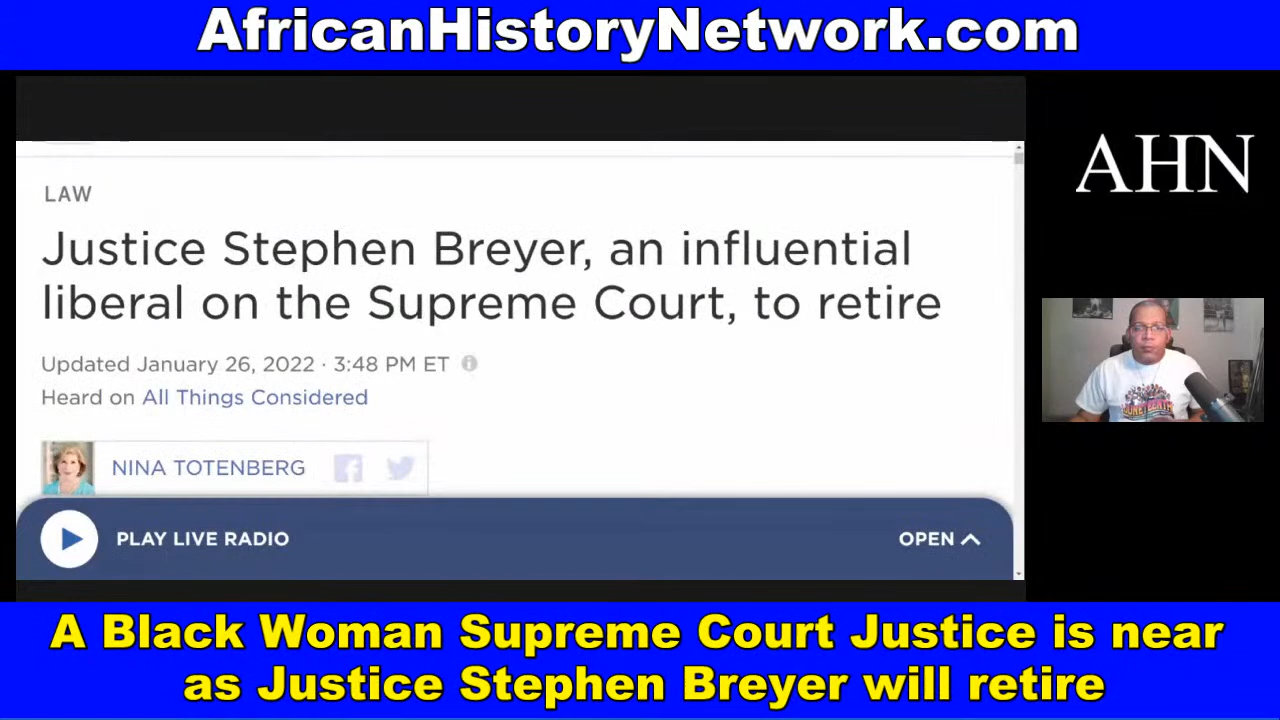 AfricanHistoryNetwork.com
AHN
LAW
Justice Stephen Breyer, an influential
liberal on the Supreme Court, to retire
Updated January 26, 2022 · 3:48 PM ET
Heard on All Things Considered
NINA TOTENBERG
PLAY LIVE RADIO
OPEN
JUNETEENTH
A Black Woman Supreme Court Justice is near
as Justice Stephen Breyer will retire